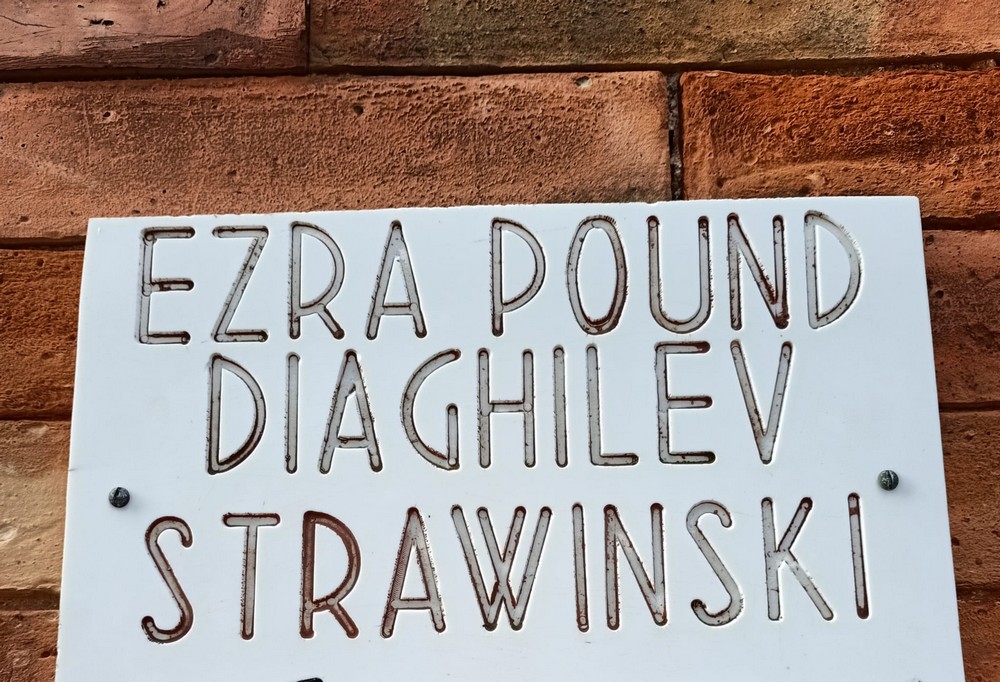 EZRA POUND
DIAGHILEV
STRAWINSKI